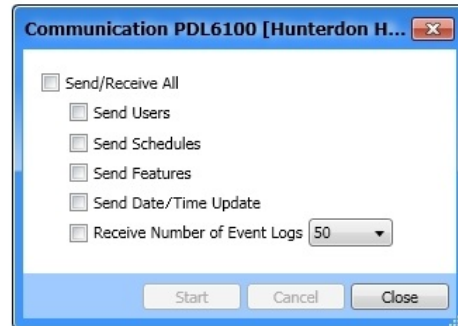 Communication PDL6100 [Hunterdon H...
Send/Receive All
Send Users
Send Schedules
Send Features
Send Date/Time Update
Receive Number of Event Logs 50
Start Cancel Close